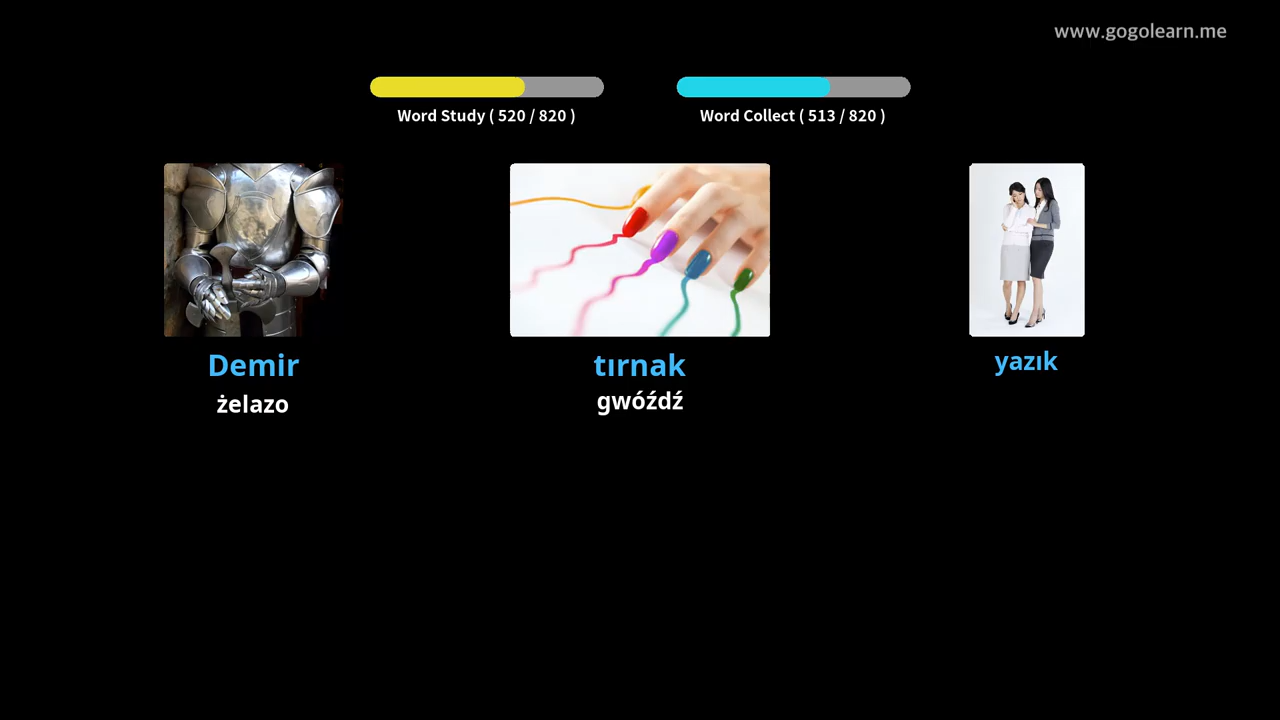 www.gogolearn.me
Word Study ( 520 / 820 )
Word Collect ( 513 / 820 )
Demir
żelazo
tırnak
gwóźdź
yazık